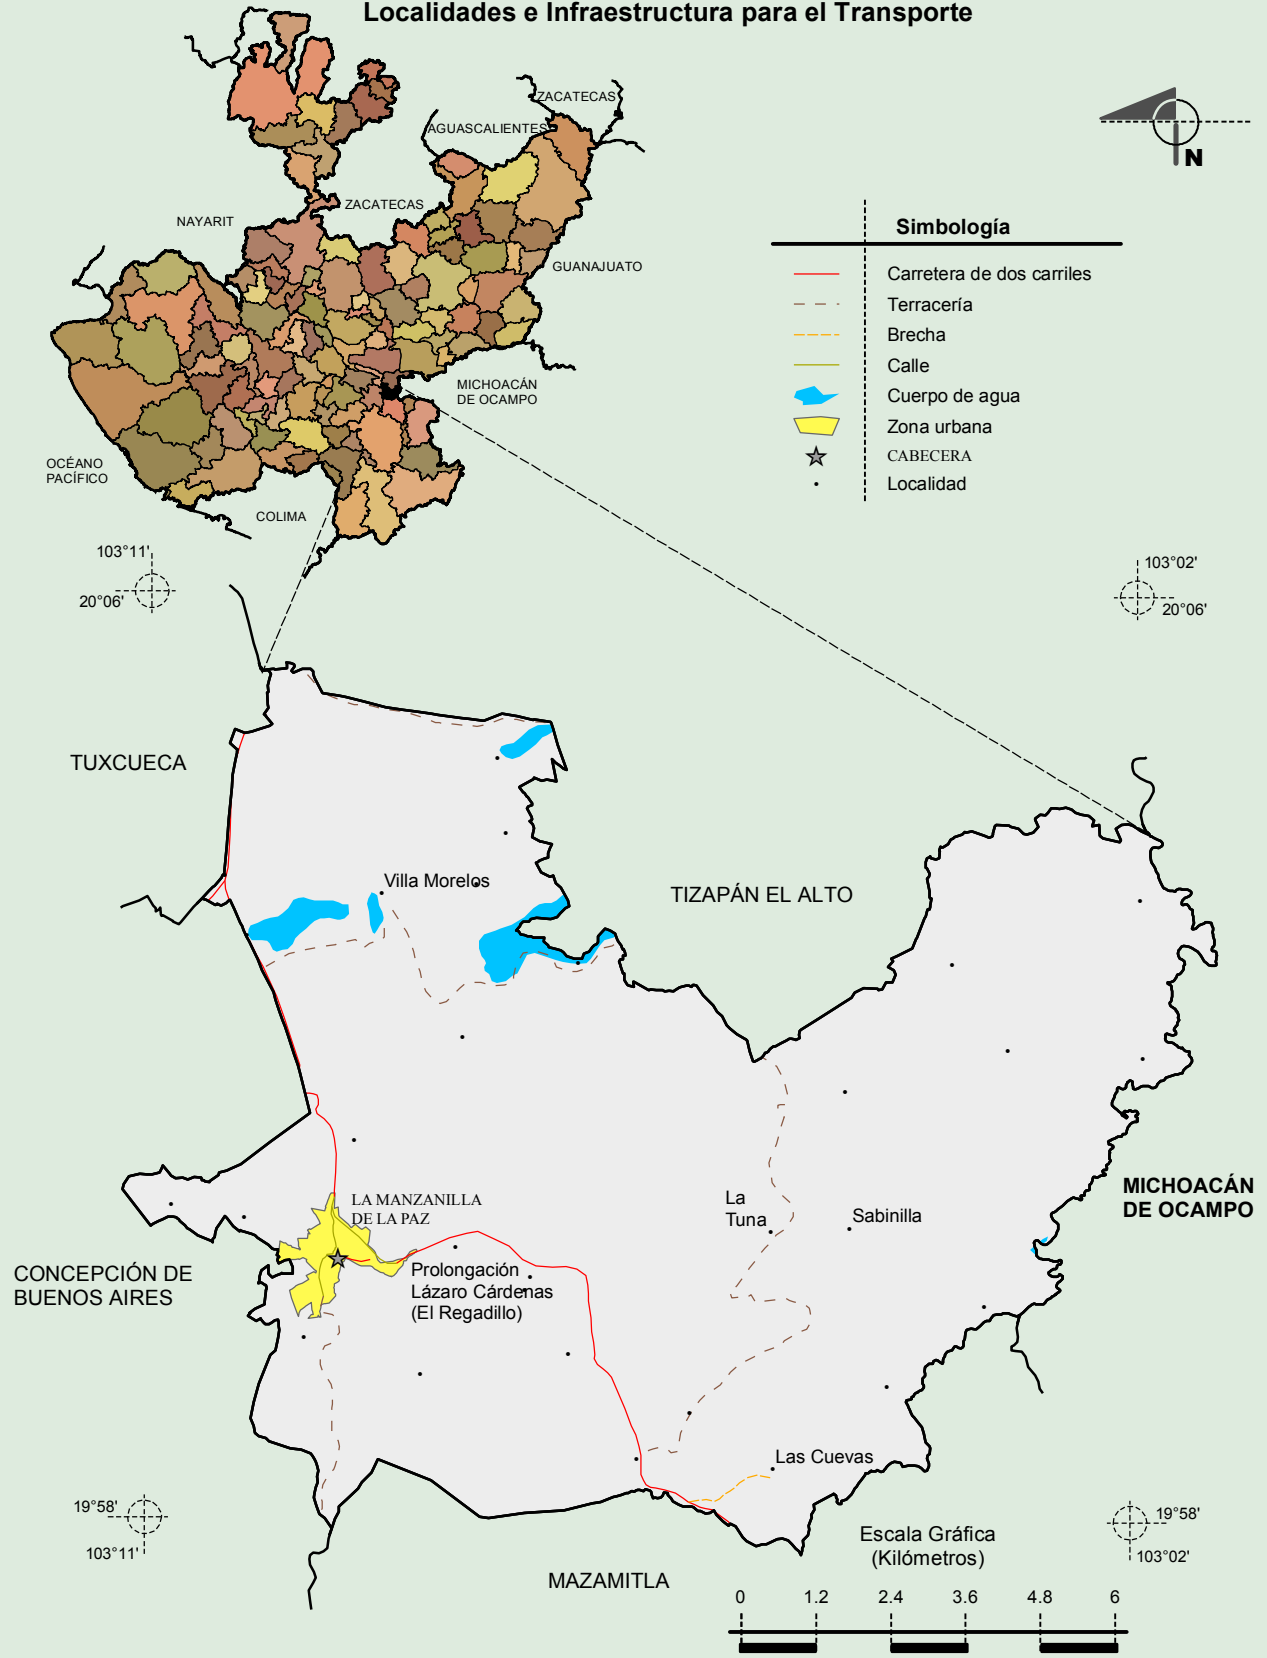 Localidades e Infraestructura para el Transporte
ZACATECAS
AGUASCALIENTES
N
ZACATECAS
NAYARIT
GUANAJUATO
MICHOACÁN
DE OCAMPO
OCÉANO
PACÍFICO
COLIMA
Simbología
Carretera de dos carriles
Terracería
Brecha
Calle
Cuerpo de agua
Zona urbana
CABECERA
Localidad
103°11'
20°06'
103°02'
20°06'
TUXCUECA
Villa Morelos
TIZAPÁN EL ALTO
LA MANZANILLA
DE LA PAZ
La
Tuna
Sabinilla
MICHOACÁN
DE OCAMPO
CONCEPCIÓN DE
BUENOS AIRES
Prolongación
Lázaro Cárdenas
(El Regadillo)
Las Cuevas
19°58'
103°11'
19°58'
103°02'
MAZAMITLA
Escala Gráfica
(Kilómetros)
0 1.2 2.4 3.6 4.8 6